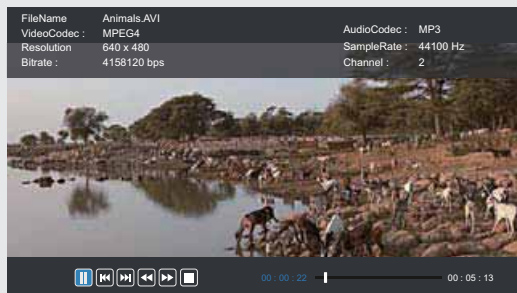 FileName Animals.AVI
VideoCodec : MPEG4
Resolution 640 x 480
Bitrate : 4158120 bps
AudioCodec : MP3
SampleRate : 44100 Hz
Channel : 2
00 : 00 : 22
00 : 05 : 13